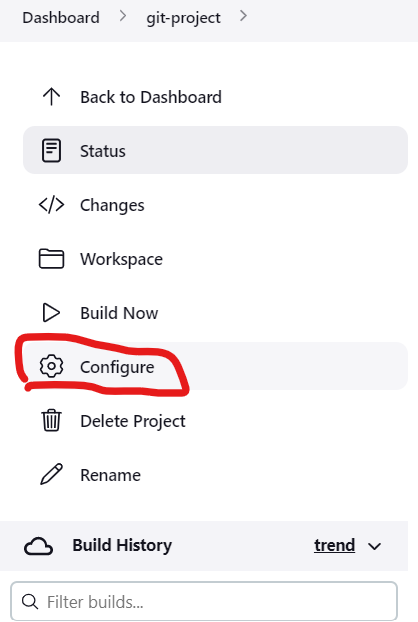 Dashboard > git-project >
Back to Dashboard
Status
Changes
Workspace
Build Now
Configure
Delete Project
Rename
Build History trend
Filter builds...